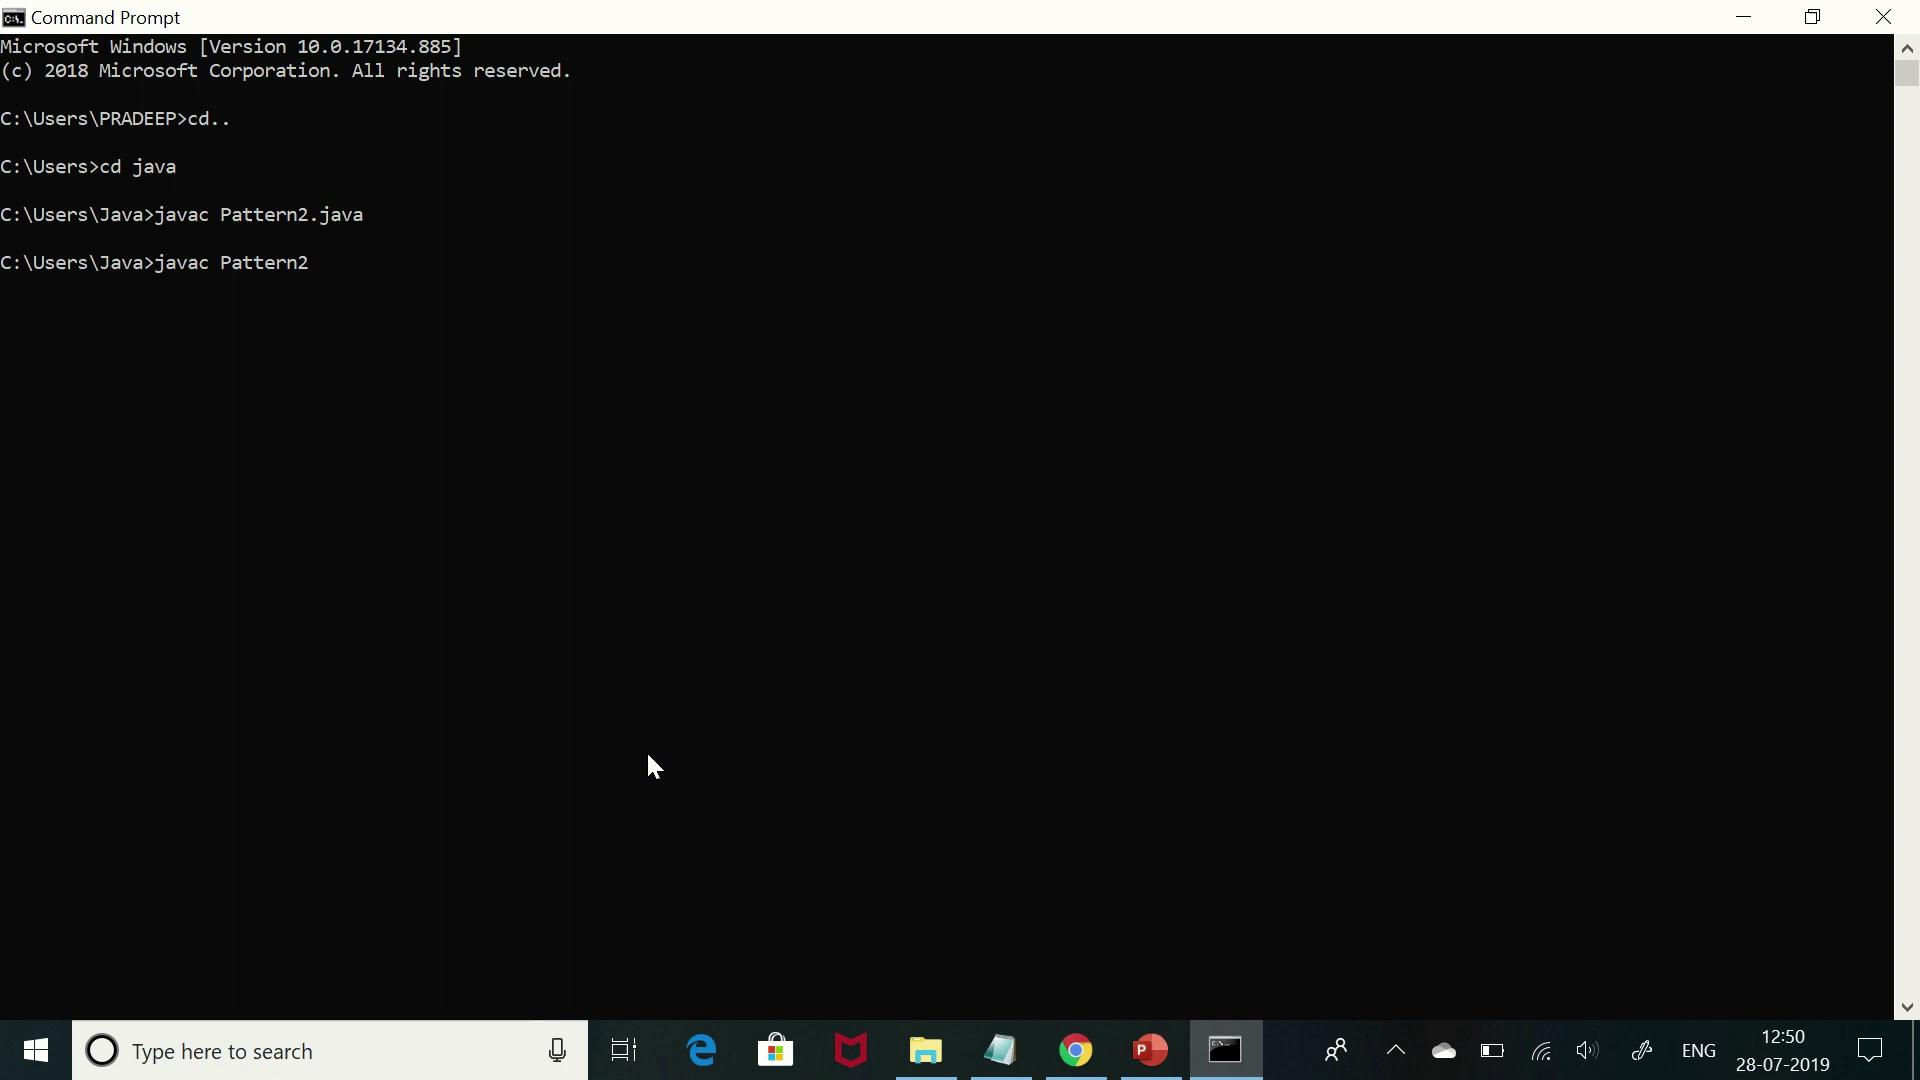 Command Prompt
Microsoft Windows [Version 10.0.17134.885]
(c) 2018 Microsoft Corporation. All rights reserved.
C:\Users\PRADEEP>cd..
C:\Users>cd java
C:\Users\Java>javac Pattern2.java
C:\Users\Java>javac Pattern2
Type here to search
ENG
12:50
28-07-2019